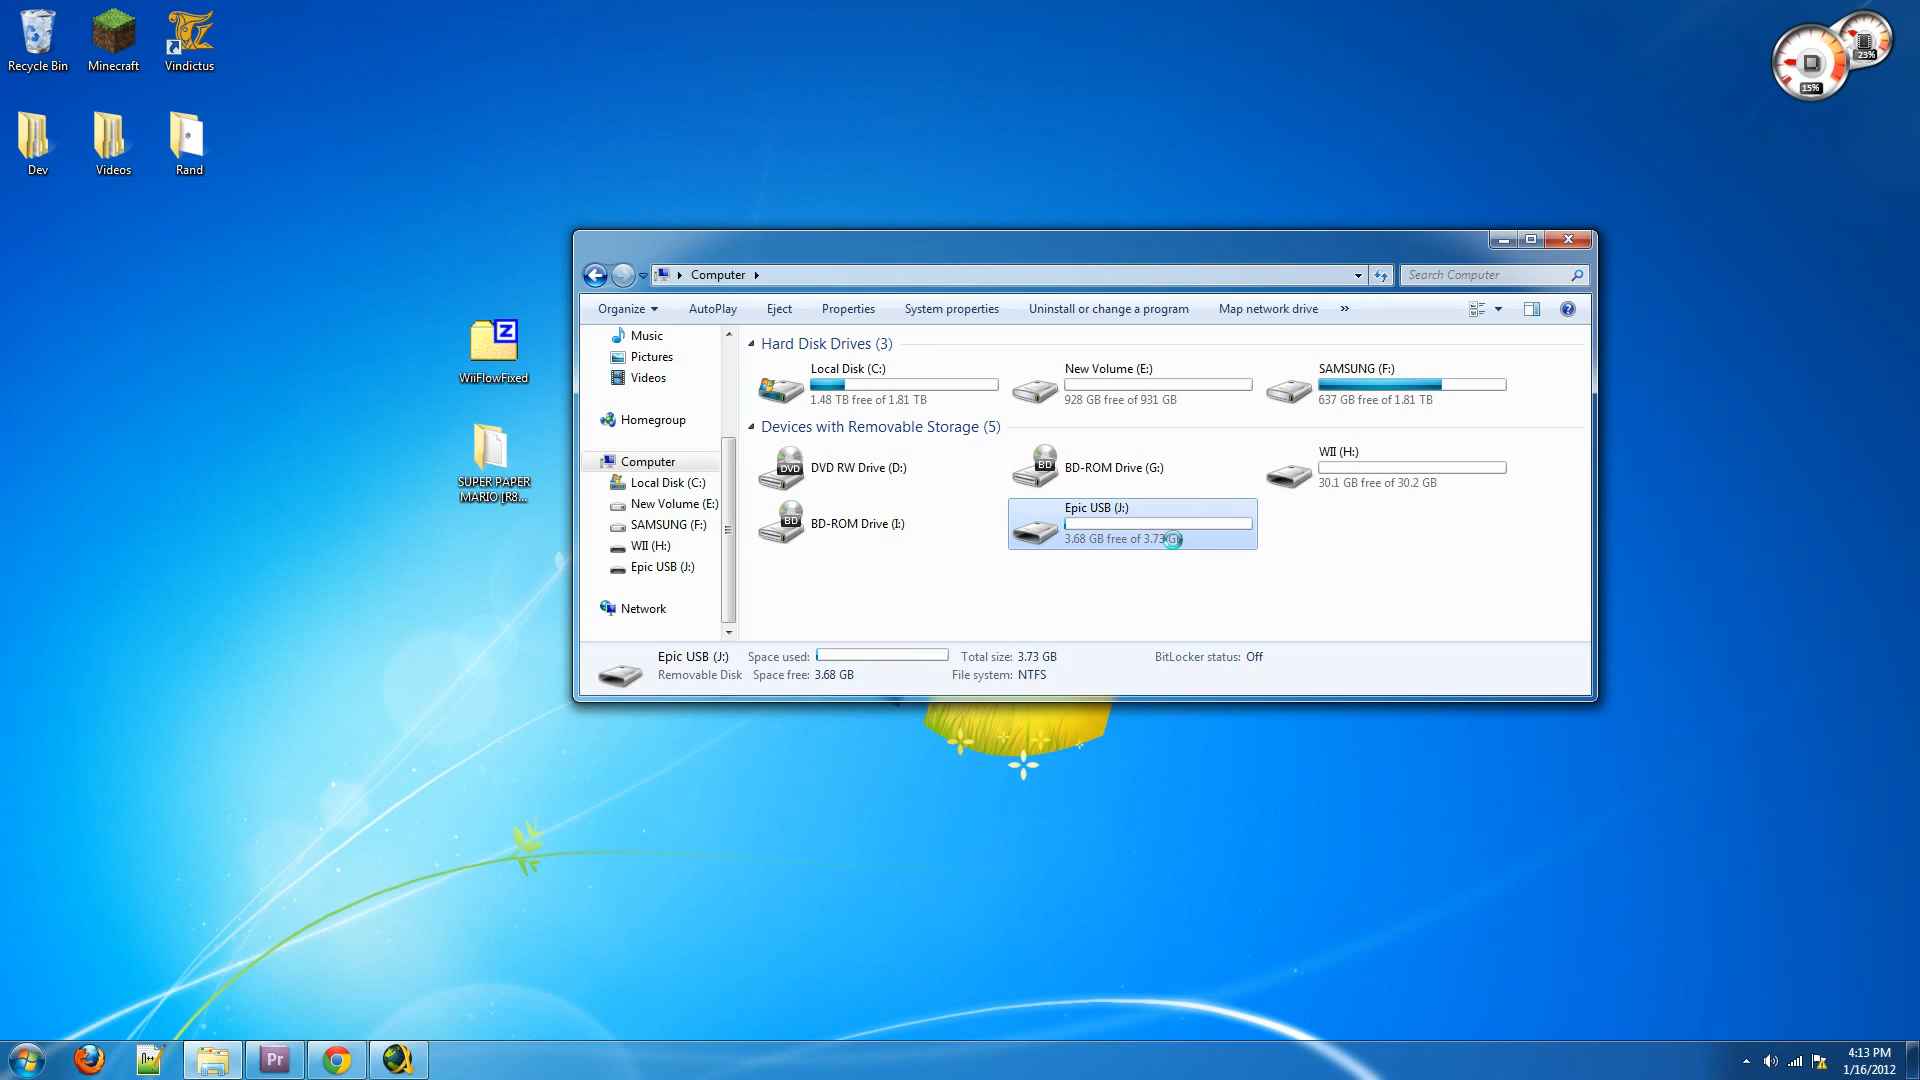 Recycle Bin
Minecraft
Vindictus
Dev
Videos
Rand
15%
23%
WiiFlowFixed
SUPER PAPER
MARIO [R8...
Computer
Search Computer
Organize
AutoPlay
Eject
Properties
System properties
Uninstall or change a program
Map network drive
»
Music
Pictures
Videos
Homegroup
Computer
Local Disk (C:)
New Volume (E:)
SAMSUNG (F:)
WII (H:)
Epic USB (J:)
Network
Hard Disk Drives (3)
Local Disk (C:)
1.48 TB free of 1.81 TB
New Volume (E:)
928 GB free of 931 GB
SAMSUNG (F:)
637 GB free of 1.81 TB
Devices with Removable Storage (5)
DVD
DVD RW Drive (D:)
BD
BD-ROM Drive (G:)
WII (H:)
30.1 GB free of 30.2 GB
BD
BD-ROM Drive (I:)
Epic USB (J:)
3.68 GB free of 3.73
Epic USB (J:)
Space used:
Total size: 3.73 GB
BitLocker status: Off
Removable Disk
Space free: 3.68 GB
File system: NTFS
Pr
4:13 PM
1/16/2012